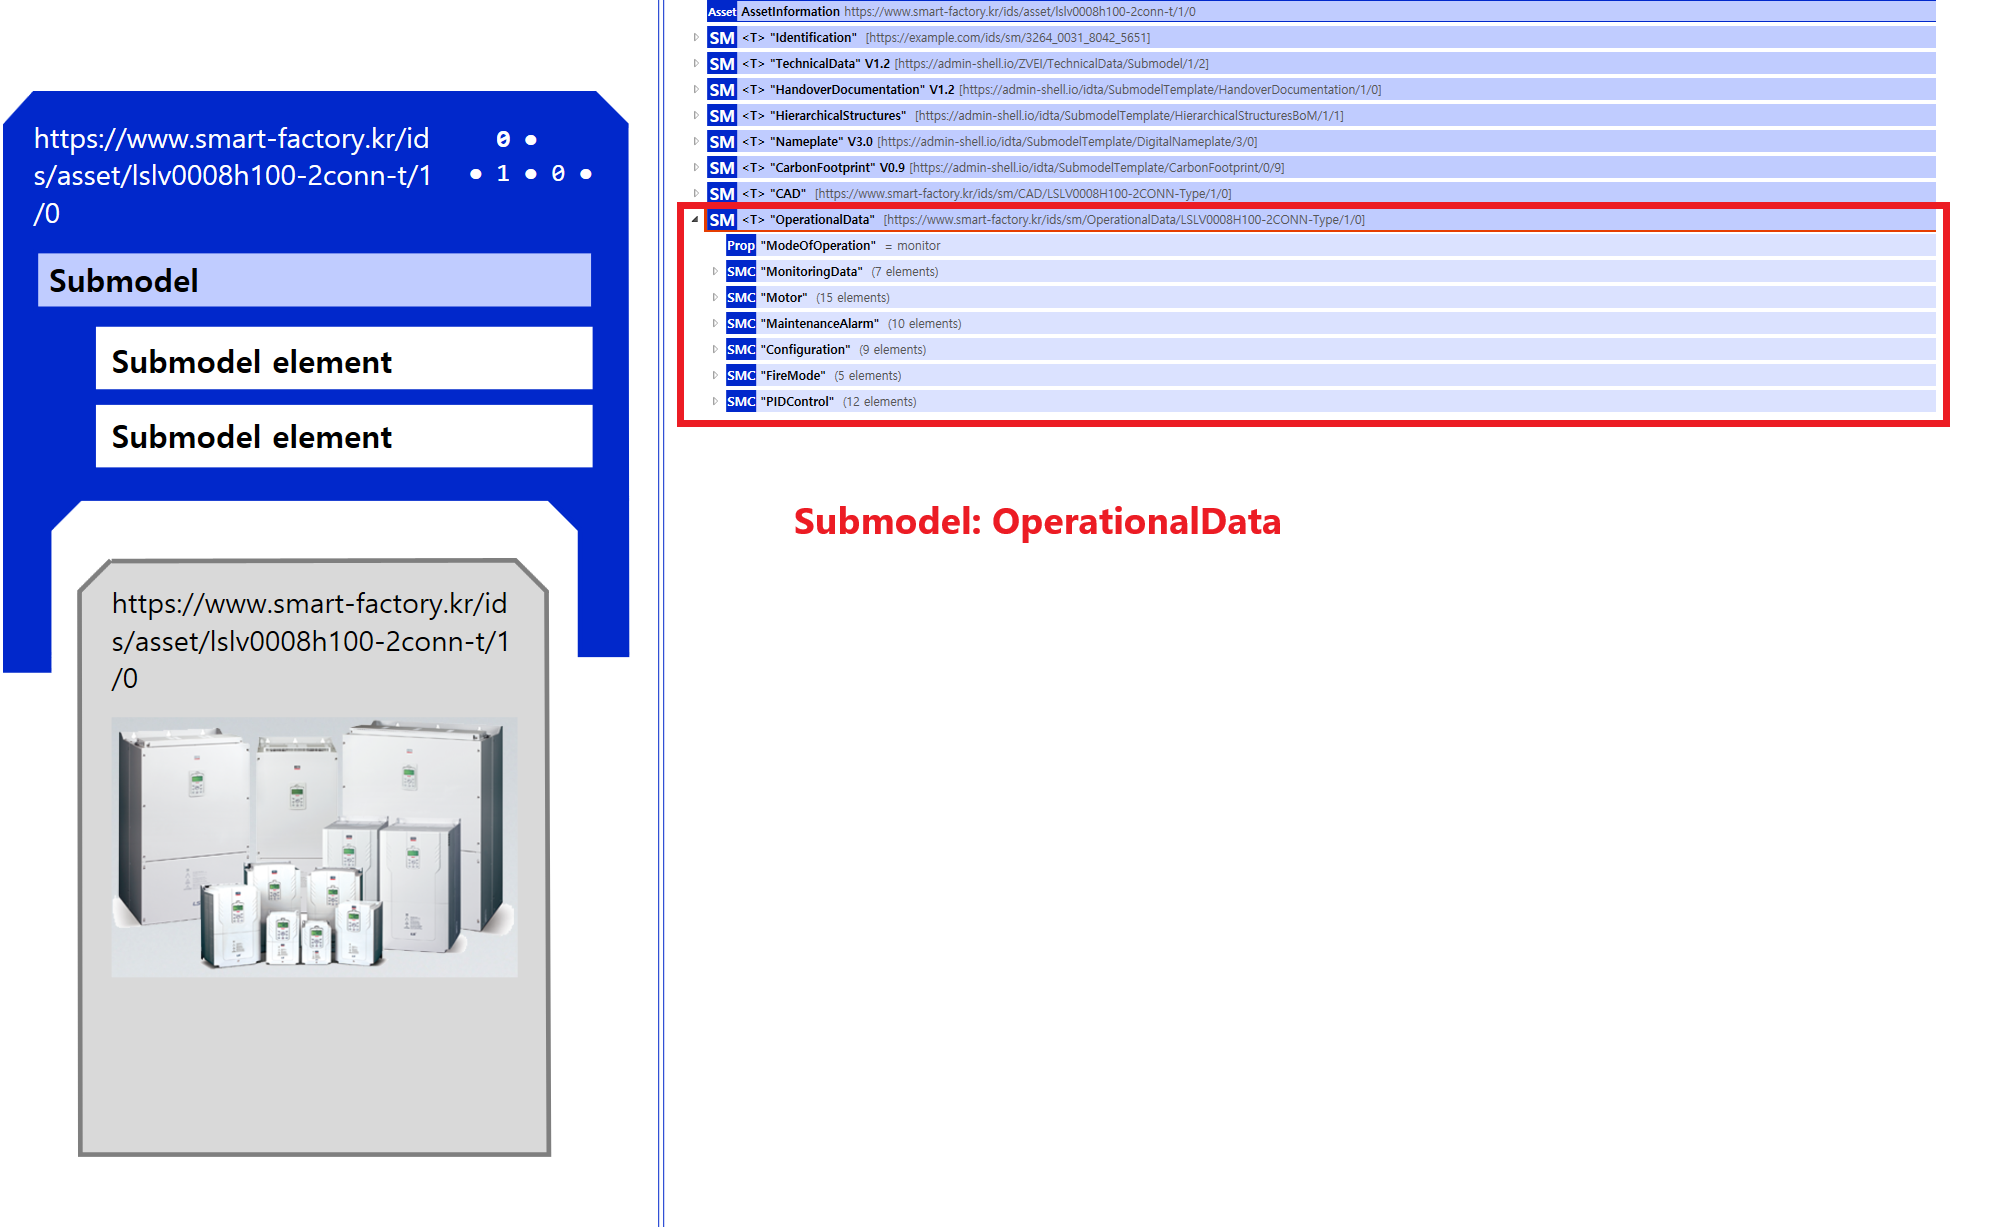 https://www.smart-factory.kr/id
s/asset/lslv0008h100-2conn-t/1
/0
0 •
• 1 • 0 •
Submodel
Submodel element
Submodel element
https://www.smart-factory.kr/id
s/asset/lslv0008h100-2conn-t/1
/0
Asset AssetInformation https://www.smart-factory.kr/ids/asset/lslv0008h100-2conn-t/1/0
SM <T> "Identification" [https://example.com/ids/sm/3264_0031_8042_5651]
SM <T> "TechnicalData" V1.2 [https://admin-shell.io/ZVEI/TechnicalData/Submodel/1/2]
SM <T> "HandoverDocumentation" V1.2 [https://admin-shell.io/idta/SubmodelTemplate/HandoverDocumentation/1/0]
SM <T> "HierarchicalStructures" [https://admin-shell.io/idta/SubmodelTemplate/HierarchicalStructuresBoM/1/1]
SM <T> "Nameplate" V3.0 [https://admin-shell.io/idta/SubmodelTemplate/DigitalNameplate/3/0]
SM <T> "CarbonFootprint" V0.9 [https://admin-shell.io/idta/SubmodelTemplate/CarbonFootprint/0/9]
SM <T> "CAD" [https://www.smart-factory.kr/ids/sm/CAD/LSLV0008H100-2CONN-Type/1/0]
SM <T> "OperationalData" [https://www.smart-factory.kr/ids/sm/OperationalData/LSLV0008H100-2CONN-Type/1/0]
Prop "ModeOfOperation" = monitor
SMC "MonitoringData" (7 elements)
SMC "Motor" (15 elements)
SMC "MaintenanceAlarm" (10 elements)
SMC "Configuration" (9 elements)
SMC "FireMode" (5 elements)
SMC "PIDControl" (12 elements)
Submodel: OperationalData